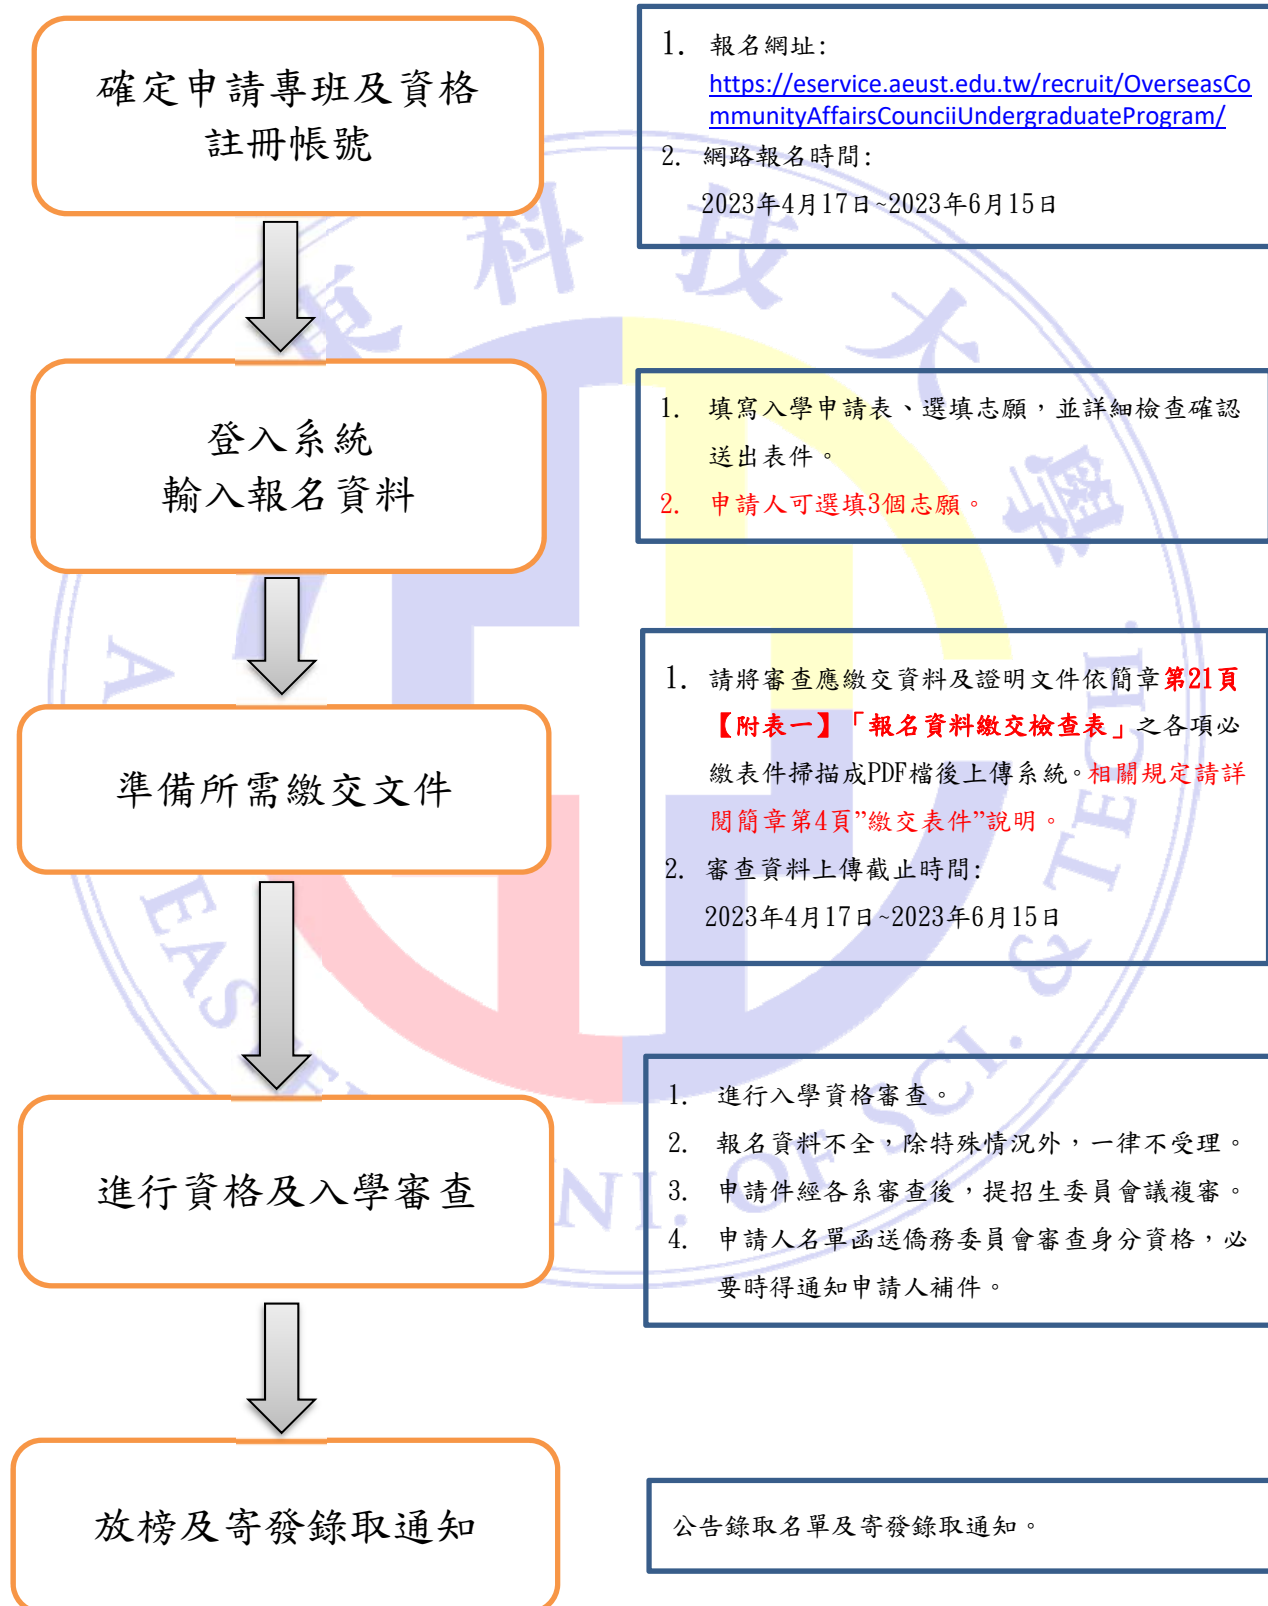 確定申請專班及資格
註冊帳號
1. 報名網址:
https://eservice.aeust.edu.tw/recruit/OverseasCo
mmunityAffairsCounciiUndergraduateProgram/
2. 網路報名時間:
2023年4月17日~2023年6月15日
登入系統
輸入報名資料
1. 填寫入學申請表、選填志願，並詳細檢查確認
送出表件。
2. 申請人可選填3個志願。
準備所需繳交文件
1. 請將審查應繳交資料及證明文件依簡章第21頁
【附表一】「報名資料繳交檢查表」之各項必
繳表件掃描成PDF檔後上傳系統。相關規定請詳
閱簡章第4頁”繳交表件”說明。
2. 審查資料上傳截止時間:
2023年4月17日~2023年6月15日
進行資格及入學審查
1. 進行入學資格審查。
2. 報名資料不全，除特殊情況外，一律不受理。
3. 申請件經各系審查後，提招生委員會議複審。
4. 申請人名單函送僑務委員會審查身分資格，必
要時得通知申請人補件。
放榜及寄發錄取通知
公告錄取名單及寄發錄取通知。
東科技大學
OF SCI. & TECH.